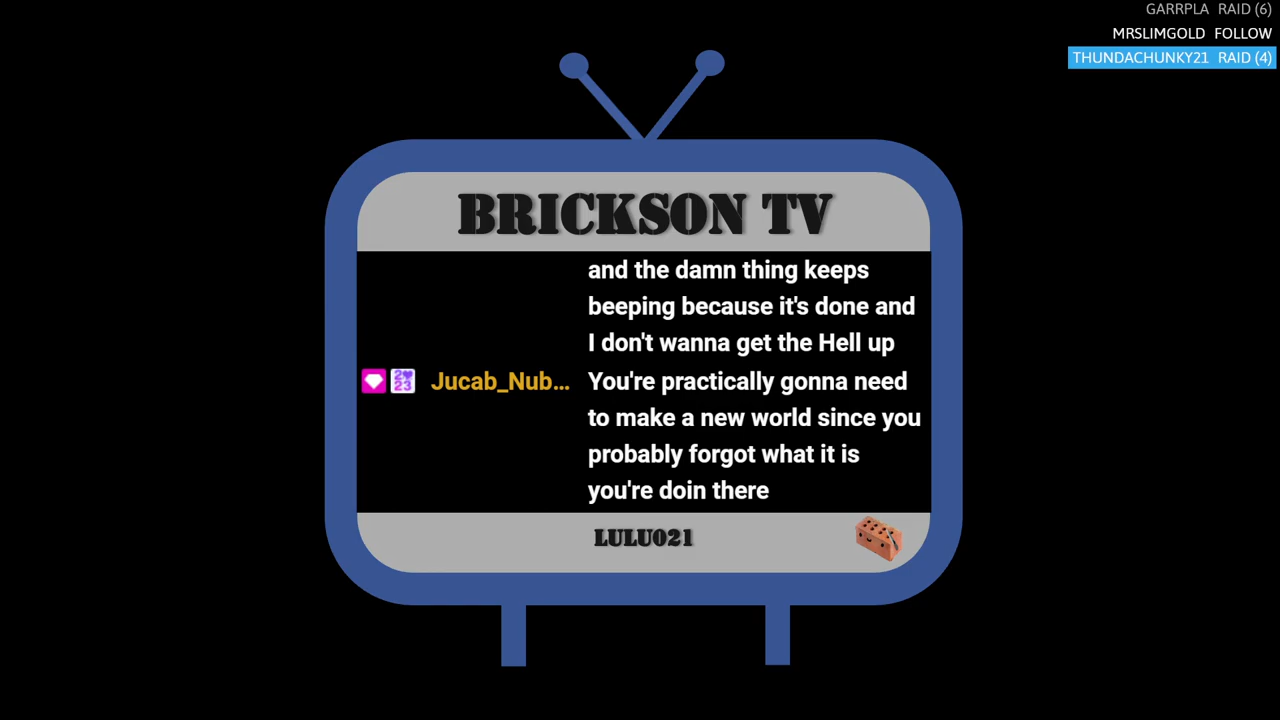 GARRPLA RAID (6)
MRSLIMGOLD FOLLOW
THUNDACHUNKY21 RAID (4)
BRICKSON TV
and the damn thing keeps
beeping because it's done and
I don't wanna get the Hell up
2023 Jucab_Nub... You're practically gonna need
to make a new world since you
probably forgot what it is
you're doin there
LULU021